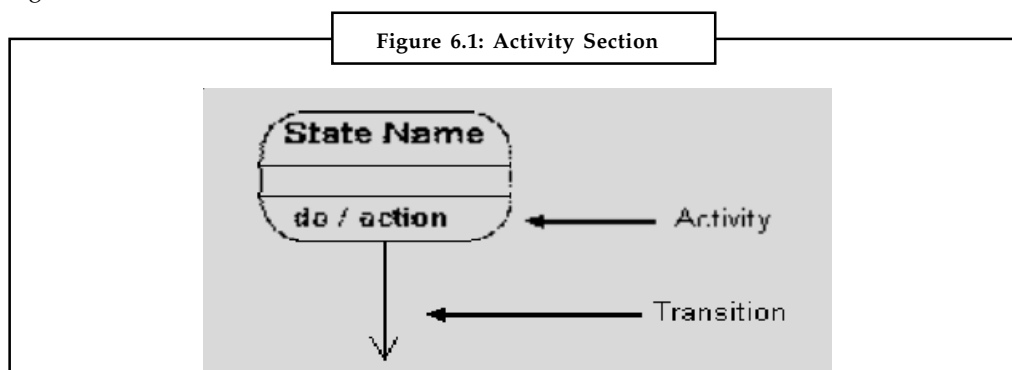 Figure 6.1: Activity Section
State Name
do / action
Activity
Transition